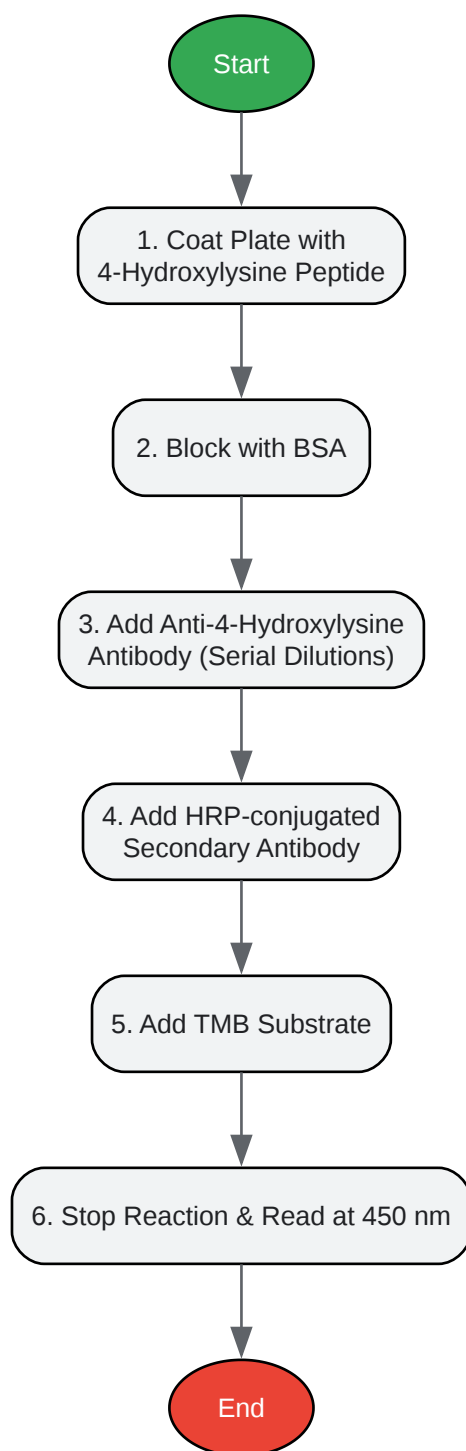 Start
1. Coat Plate with
4-Hydroxylysine Peptide
2. Block with BSA
3. Add Anti-4-Hydroxylysine
Antibody (Serial Dilutions)
4. Add HRP-conjugated
Secondary Antibody
5. Add TMB Substrate
6. Stop Reaction & Read at 450 nm
End